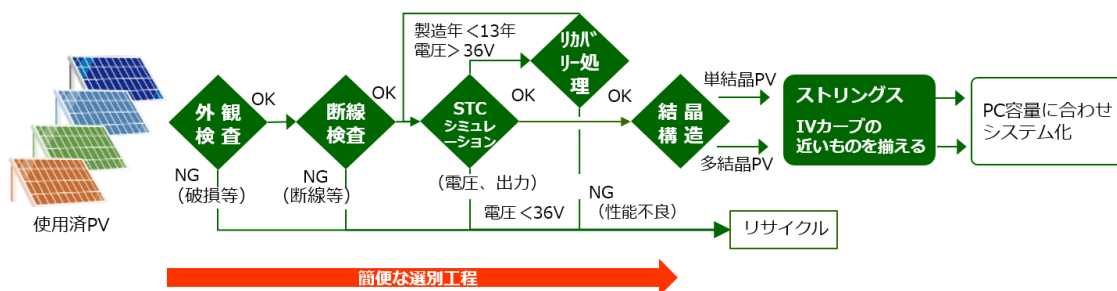 使用済PV
外観
検査
OK
NG
（破損等）
断線
検査
OK
NG
（断線等）
製造年＜13年
電圧＞36V
STC
シミュレ
ーション
OK
（電圧、出力）
電圧＜36V
リカバ
リー処
理
OK
NG
（性能不良）
結晶
構造
単結晶PV
多結晶PV
ストリングス
IVカーブの
近いものを揃える
PC容量に合わせ
システム化
リサイクル
簡便な選別工程